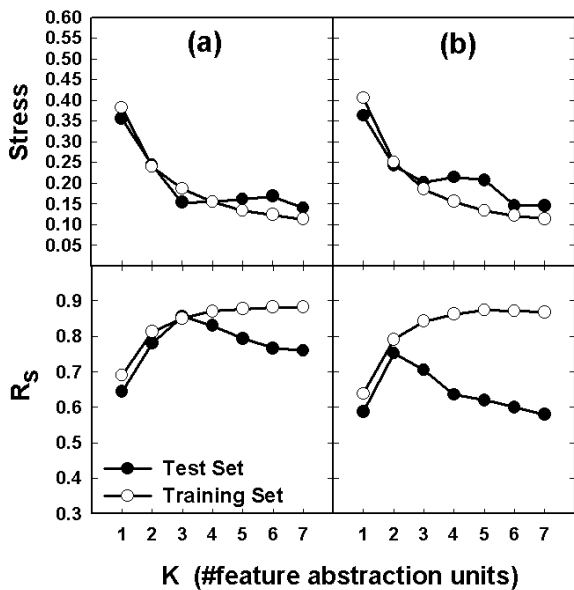 (a) (b)
Stress
0.60
0.55
0.50
0.45
0.40
0.35
0.30
0.25
0.20
0.15
0.10
0.05
R_S
0.9
0.8
0.7
0.6
0.5
0.4
0.3
Test Set
Training Set
1 2 3 4 5 6 7 1 2 3 4 5 6 7
K (#feature abstraction units)